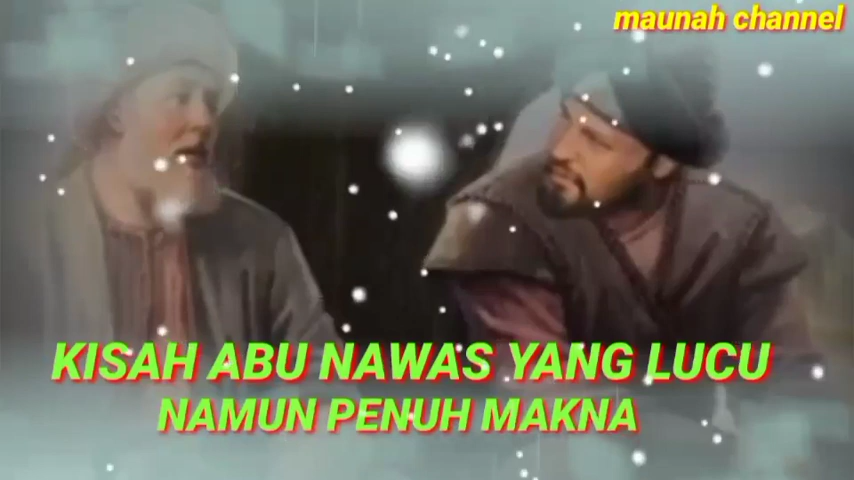 maunah channel
KISAH ABU NAWAS YANG LUCU
NAMUN PENUH MAKNA